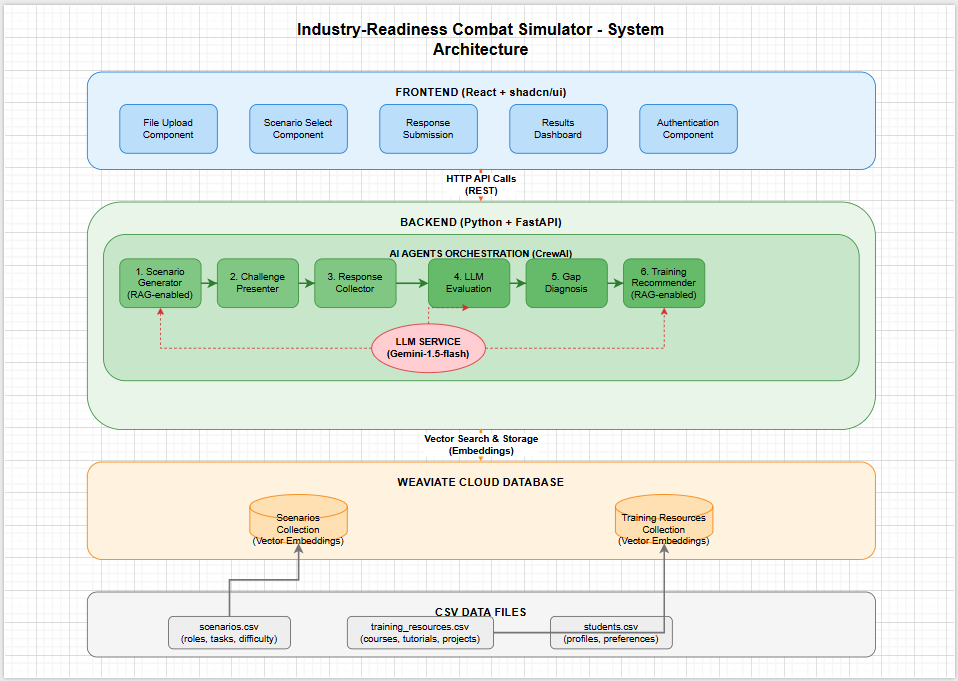 Industry-Readiness Combat Simulator - System
Architecture
FRONTEND (React + shadcn/ui)
File Upload
Component
Scenario Select
Component
Response
Submission
Results
Dashboard
Authentication
Component
HTTP API Calls
(REST)
BACKEND (Python + FastAPI)
AI AGENTS ORCHESTRATION (CrewAI)
1. Scenario
Generator
(RAG-enabled)
2. Challenge
Presenter
3. Response
Collector
4. LLM
Evaluation
5. Gap
Diagnosis
6. Training
Recommender
(RAG-enabled)
LLM SERVICE
(Gemini-1.5-flash)
Vector Search & Storage
(Embeddings)
WEAVIATE CLOUD DATABASE
Scenarios
Collection
(Vector Embeddings)
Training Resources
Collection
(Vector Embeddings)
CSV DATA FILES
scenarios.csv
(roles, tasks, difficulty)
training_resources.csv
(courses, tutorials, projects)
students.csv
(profiles, preferences)